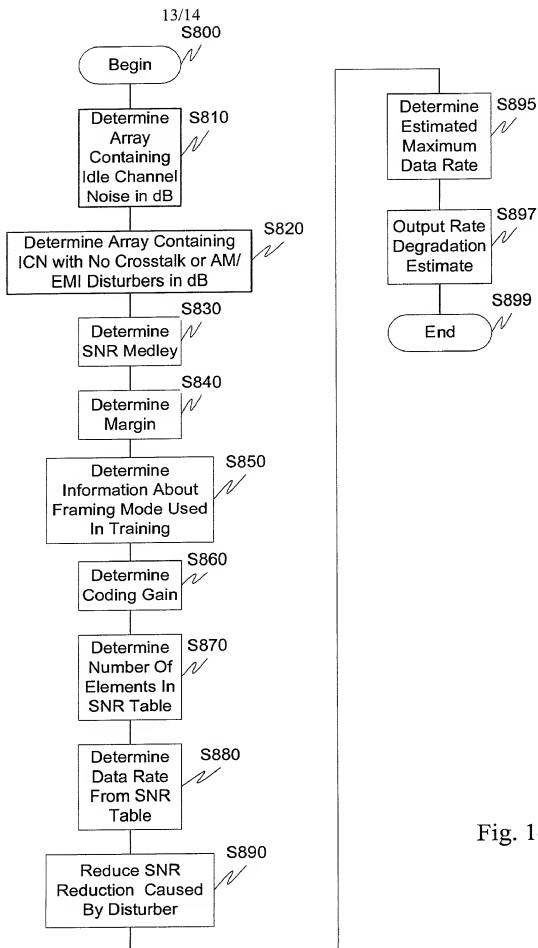 13/14
S800
Begin
S810
Determine
Array
Containing
Idle Channel
Noise in dB
S820
Determine Array Containing
ICN with No Crosstalk or AM/
EMI Disturbers in dB
S830
Determine
SNR Medley
S840
Determine
Margin
S850
Determine
Information About
Framing Mode Used
In Training
S860
Determine
Coding Gain
S870
Determine
Number Of
Elements In
SNR Table
S880
Determine
Data Rate
From SNR
Table
S890
Reduce SNR
Reduction Caused
By Disturber
S895
Determine
Estimated
Maximum
Data Rate
S897
Output Rate
Degradation
Estimate
S899
End
Fig. 1